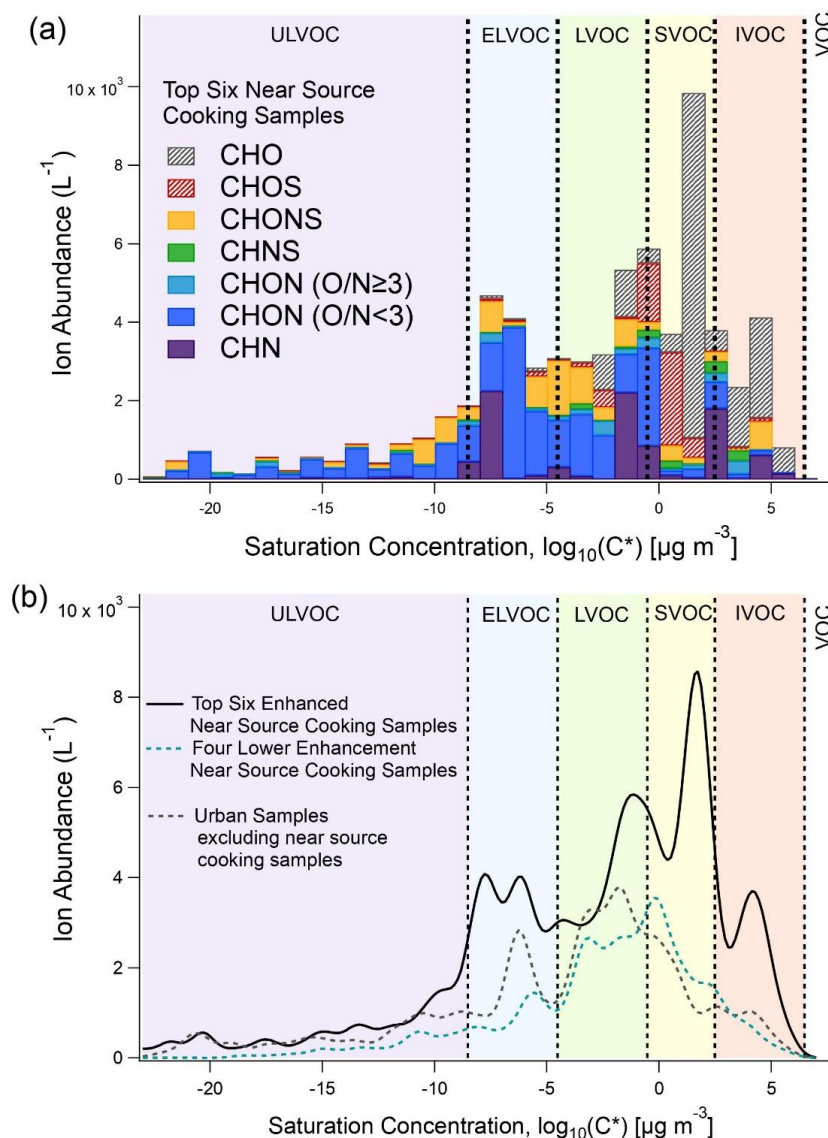 (a)
ULVOC ELVOC LVOC SVOC IVOC VOC
Top Six Near Source
Cooking Samples
CHO
CHOS
CHONS
CHNS
CHON (O/N≥3)
CHON (O/N<3)
CHN
10 x 10³
8
6
4
2
0
Ion Abundance (L⁻¹)
-20 -15 -10 -5 0 5
Saturation Concentration, log₁₀(C*) [µg m⁻³]
(b)
ULVOC ELVOC LVOC SVOC IVOC VOC
Top Six Enhanced
Near Source Cooking Samples
Four Lower Enhancement
Near Source Cooking Samples
Urban Samples
excluding near source
cooking samples
10 x 10³
8
6
4
2
0
Ion Abundance (L⁻¹)
-20 -15 -10 -5 0 5
Saturation Concentration, log₁₀(C*) [µg m⁻³]